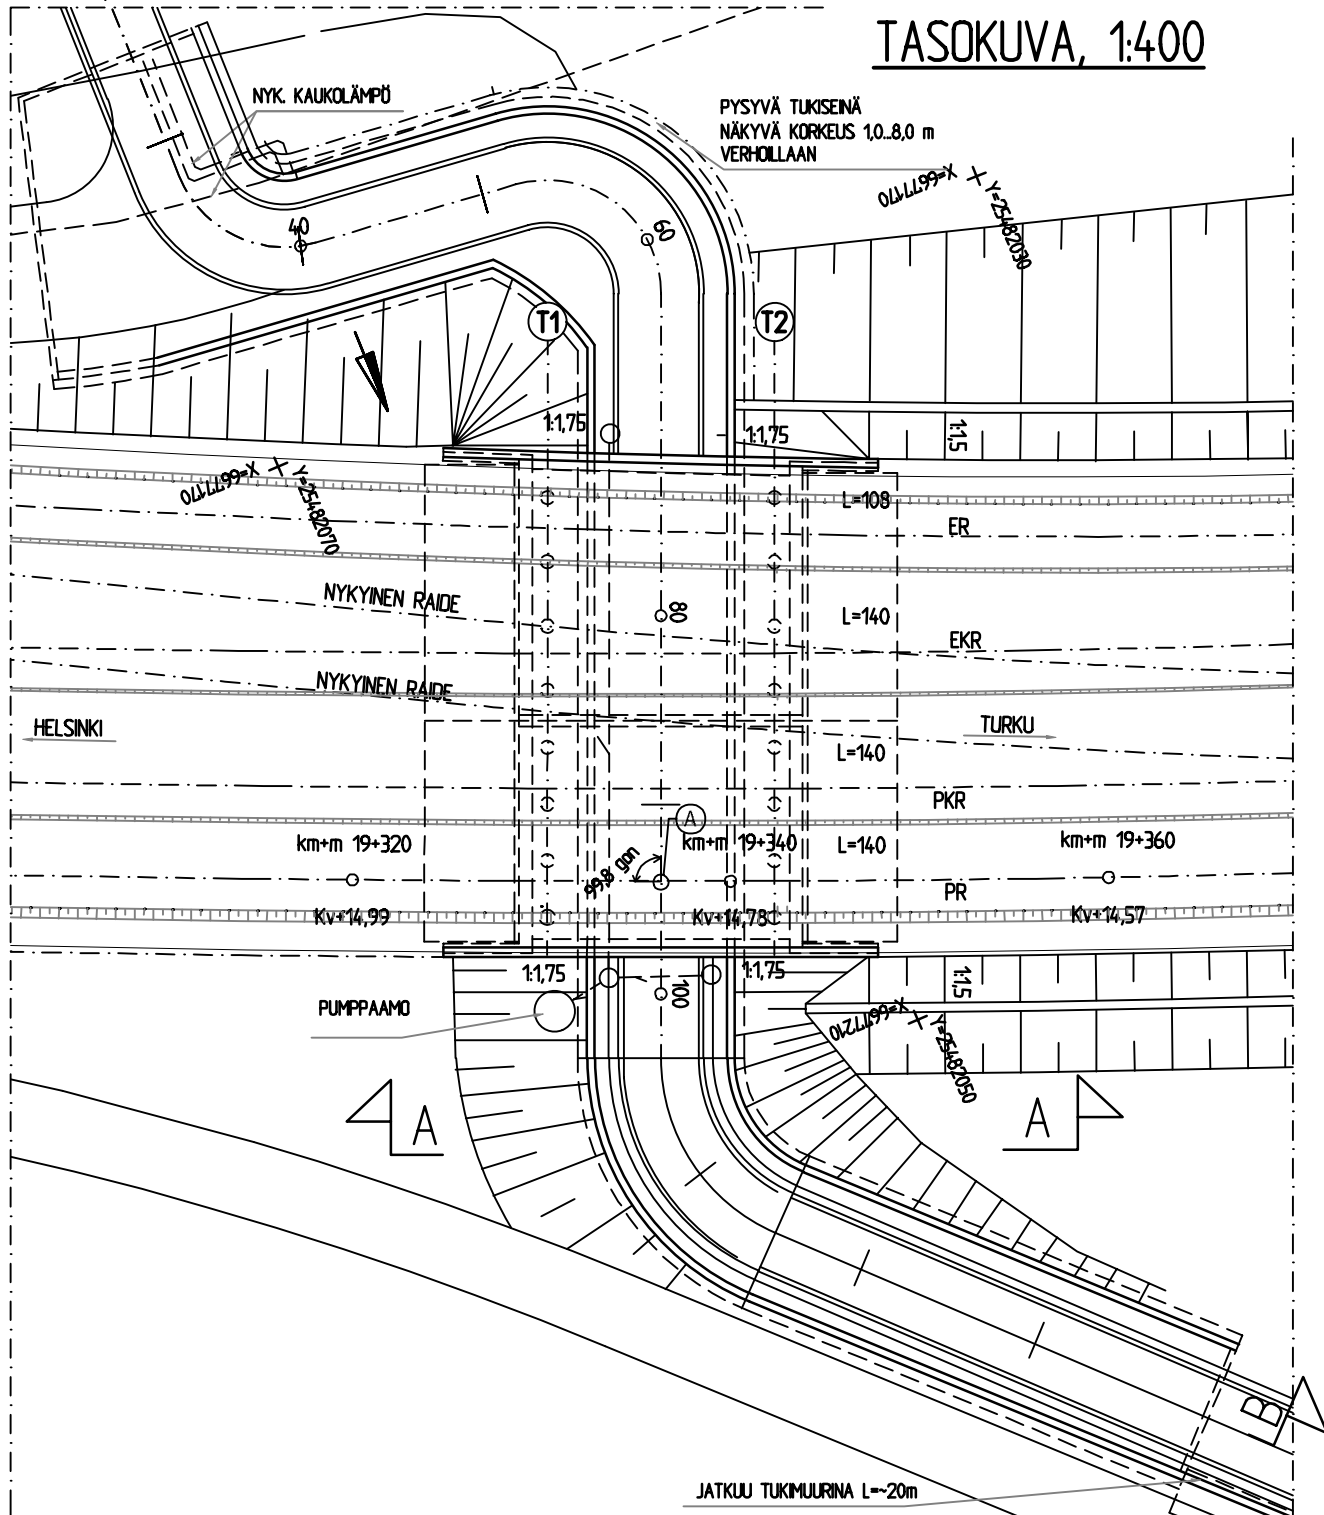 TASOKUVA, 1:400
NYK. KAUKOLÄMPÖ
PYSYVÄ TUKISEINÄ
NÄKYVÄ KORKEUS 1,0...8,0 m
VERHOILLAAN
X=6677170
Y=25482030
40
60
T1
T2
1:1,75
1:1,75
1:1,5
X=6677170
Y=25482070
L=108
ER
NYKYINEN RAIDE
80
L=140
EKR
NYKYINEN RAIDE
HELSINKI
TURKU
L=140
PKR
A
km+m 19+320
km+m 19+340
L=140
km+m 19+360
99,8 gon
PR
Kv+14,99
Kv+14,78
Kv+14,57
1:1,75
1:1,75
1:1,5
100
PUMPPAAMO
X=6677210
Y=25482050
A
A
B
JATKUU TUKIMUURINA L=~20m